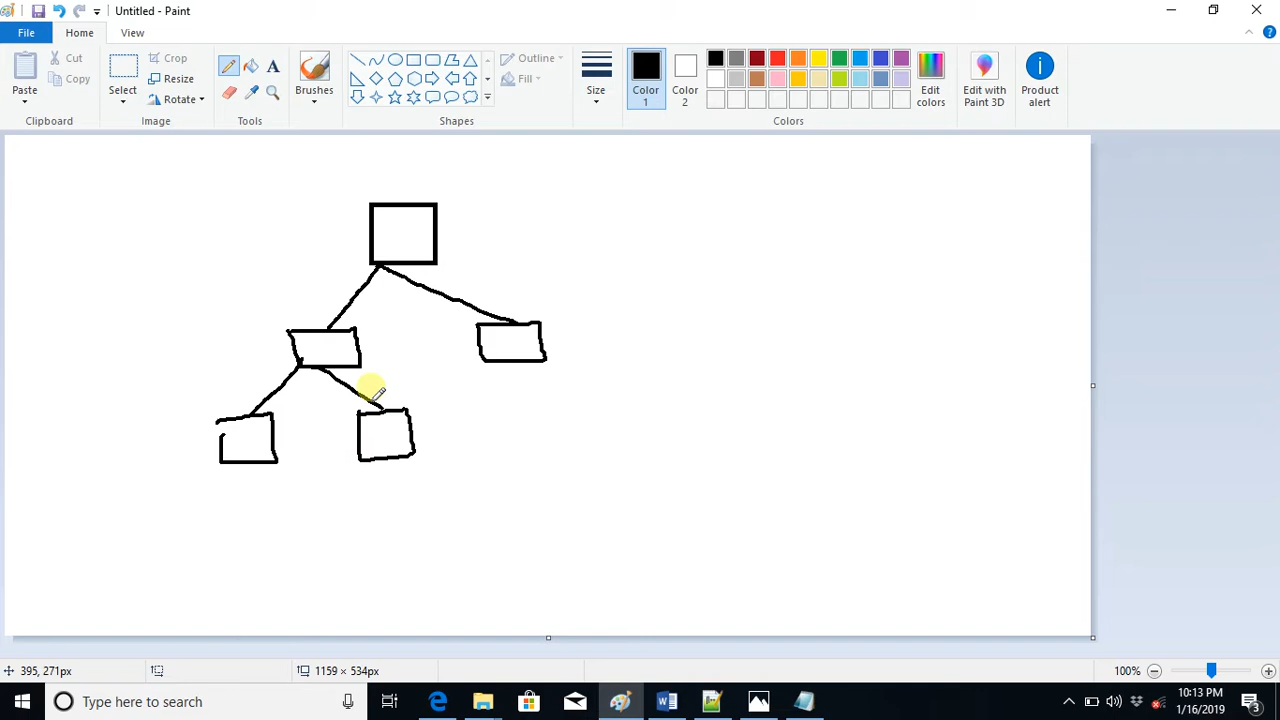 Untitled - Paint
File Home View
Paste
Cut
Copy
Clipboard
Select
Crop
Resize
Rotate
Image
Tools
Brushes
Shapes
Outline
Fill
Size
Color 1
Color 2
Edit colors
Colors
Edit with Paint 3D
Product alert
395, 271px
1159 × 534px
100%
Type here to search
10:13 PM
1/16/2019
3